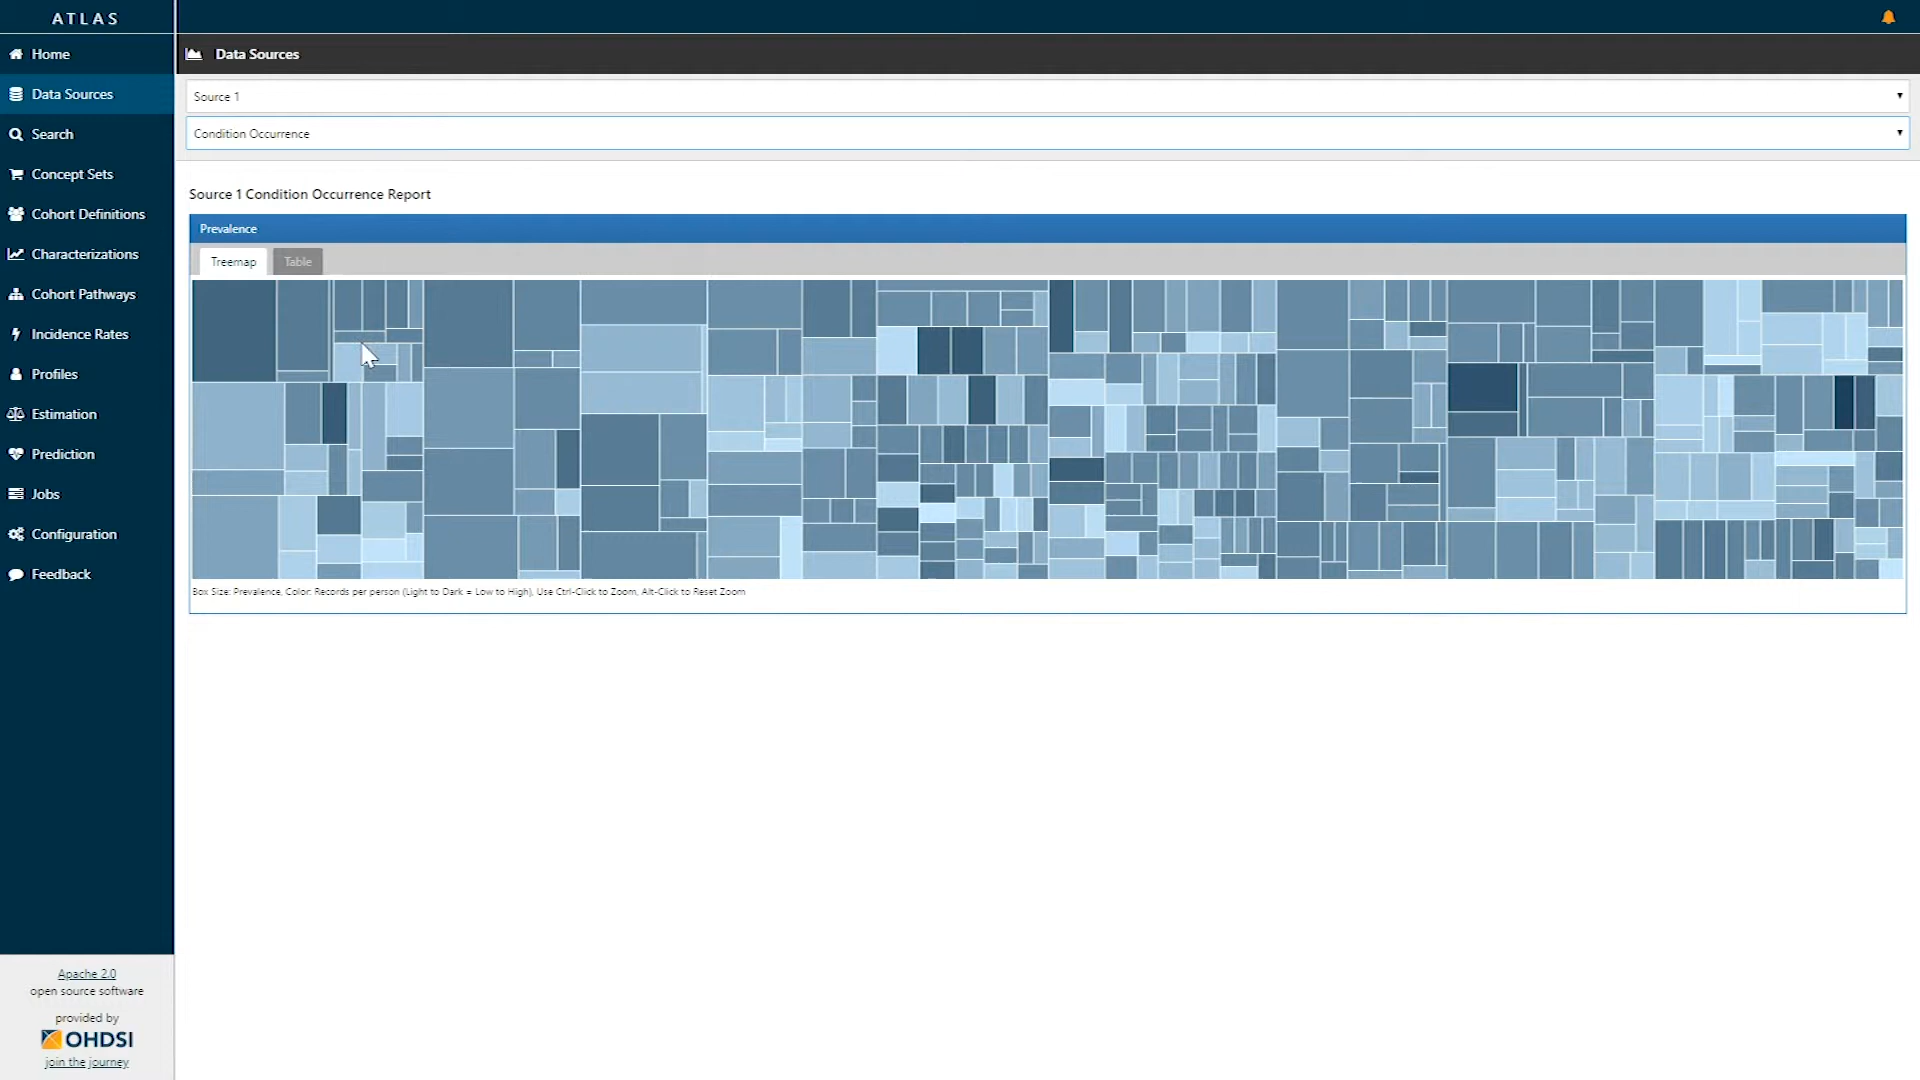 ATLAS
Home
Data Sources
Search
Concept Sets
Cohort Definitions
Characterizations
Cohort Pathways
Incidence Rates
Profiles
Estimation
Prediction
Jobs
Configuration
Feedback
Apache 2.0
open source software
provided by
OHDSI
join the journey
Data Sources
Source 1
Condition Occurrence
Source 1 Condition Occurrence Report
Prevalence
Treemap Table
Box Size: Prevalence, Color: Records per person (Light to Dark = Low to High), Use Ctrl-Click to Zoom, Alt-Click to Reset Zoom